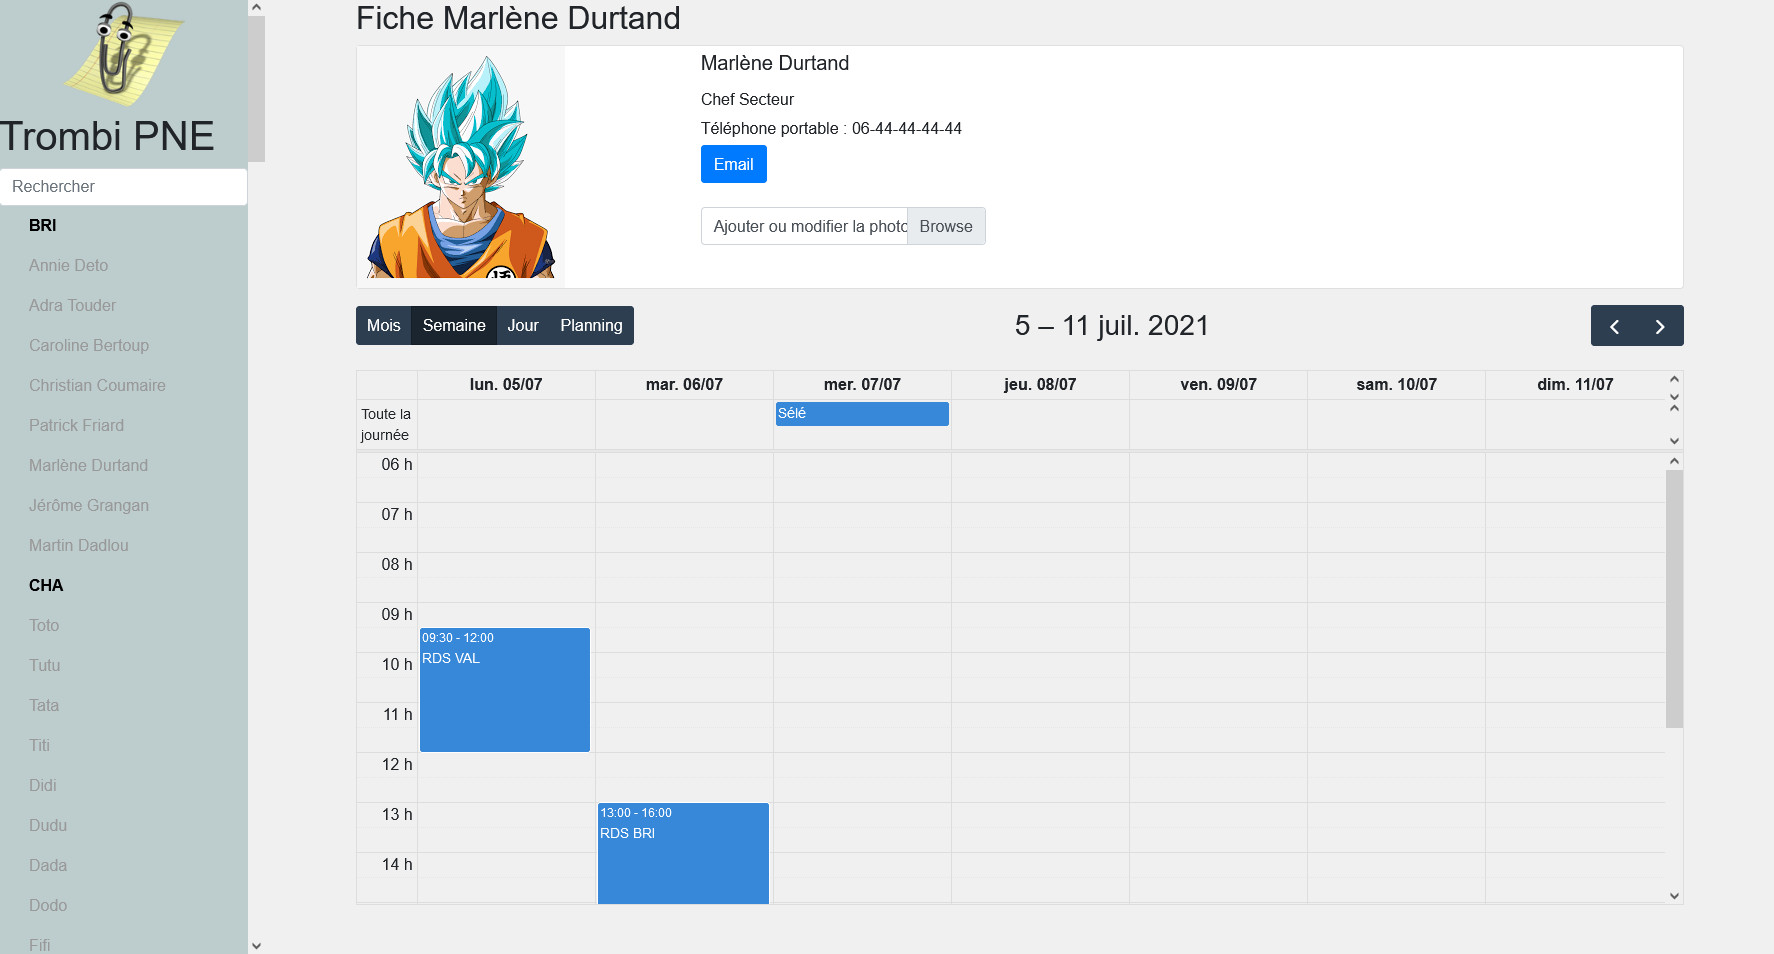 Trombi PNE
Rechercher
BRI
Annie Deto
Adra Touder
Caroline Bertoup
Christian Coumaire
Patrick Friard
Marlène Durtand
Jérôme Grangan
Martin Dadlou
CHA
Toto
Tutu
Tata
Titi
Didi
Dudu
Dada
Dodo
Fifi
Fiche Marlène Durtand
Marlène Durtand
Chef Secteur
Téléphone portable : 06-44-44-44-44
Email
Ajouter ou modifier la photo Browse
Mois Semaine Jour Planning
5 – 11 juil. 2021
lun. 05/07 mar. 06/07 mer. 07/07 jeu. 08/07 ven. 09/07 sam. 10/07 dim. 11/07
Toute la
journée
Sélé
06 h
07 h
08 h
09 h
09:30 - 12:00
RDS VAL
10 h
11 h
12 h
13 h
13:00 - 16:00
RDS BRI
14 h